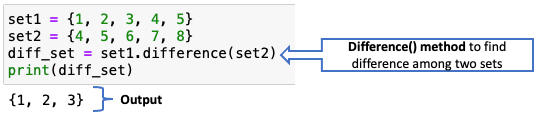 set1 = {1, 2, 3, 4, 5}
set2 = {4, 5, 6, 7, 8}
diff_set = set1.difference(set2)
print(diff_set)
Difference() method to find
difference among two sets
{1, 2, 3}
Output